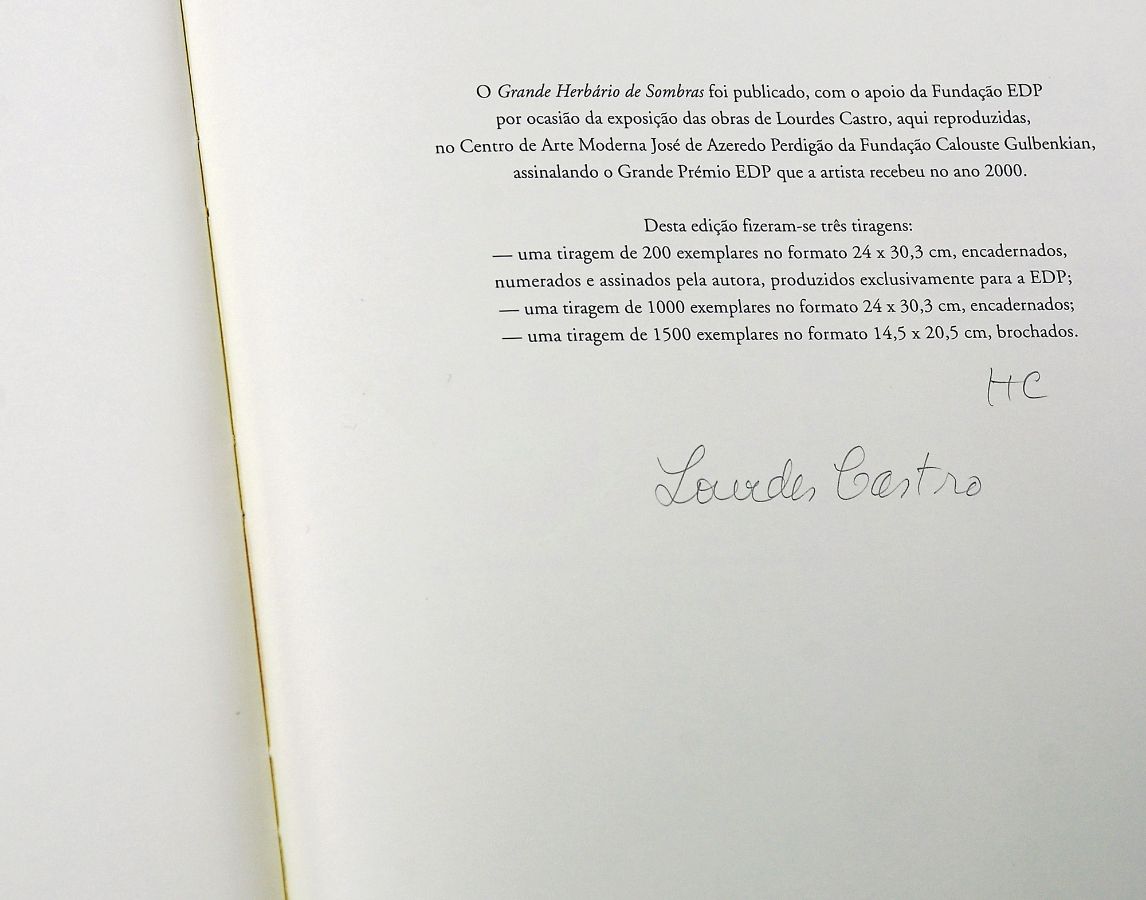 O Grande Herbário de Sombras foi publicado, com o apoio da Fundação EDP
por ocasião da exposição das obras de Lourdes Castro, aqui reproduzidas,
no Centro de Arte Moderna José de Azeredo Perdigão da Fundação Calouste Gulbenkian,
assinalando o Grande Prémio EDP que a artista recebeu no ano 2000.
Desta edição fizeram-se três tiragens:
— uma tiragem de 200 exemplares no formato 24 x 30,3 cm, encadernados,
numerados e assinados pela autora, produzidos exclusivamente para a EDP;
— uma tiragem de 1000 exemplares no formato 24 x 30,3 cm, encadernados;
— uma tiragem de 1500 exemplares no formato 14,5 x 20,5 cm, brochados.
HC
Lourdes Castro